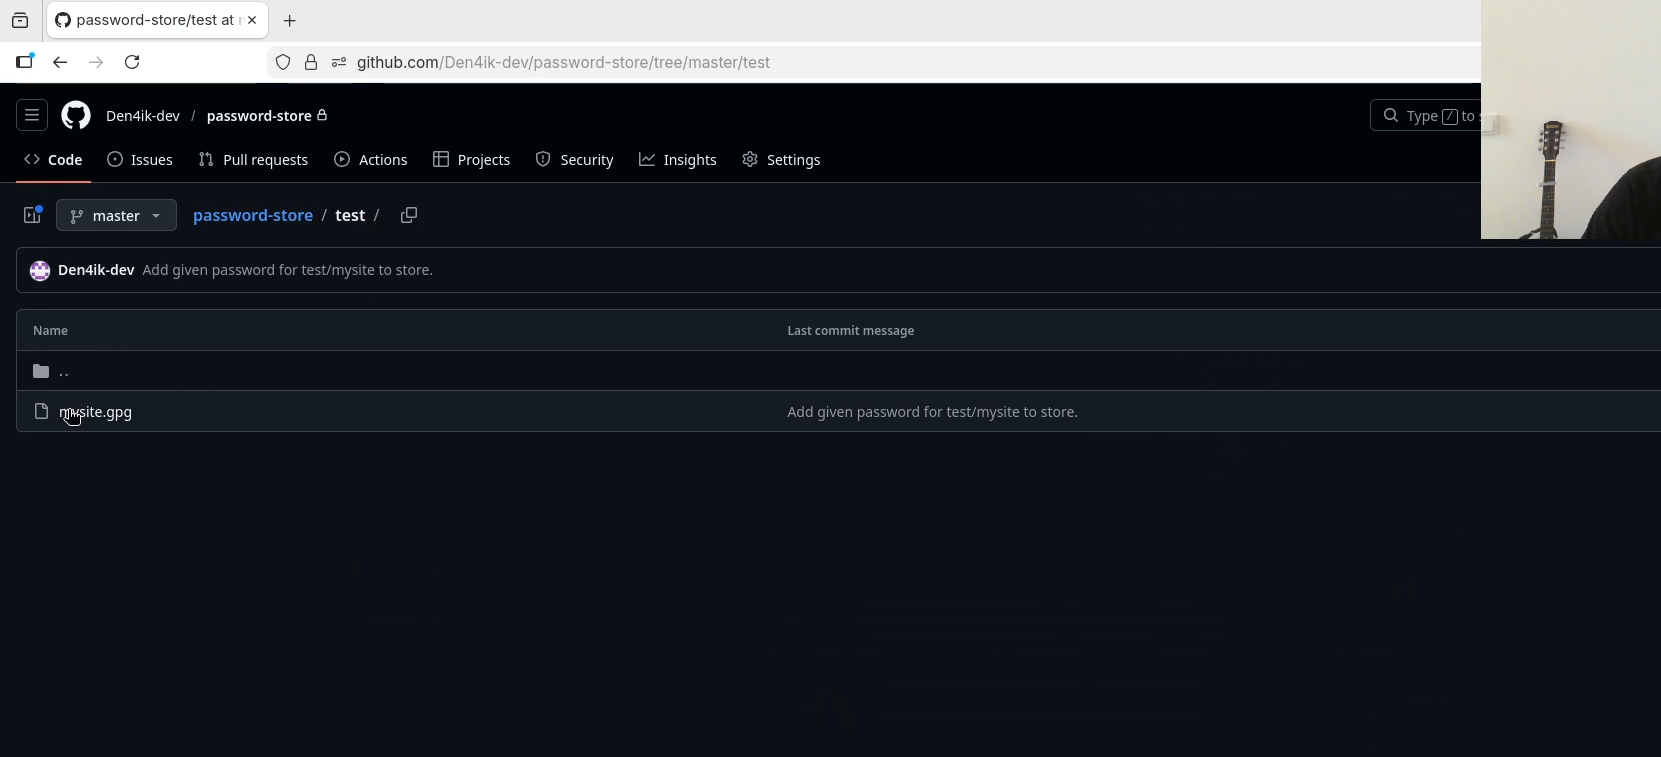 password-store/test at
github.com/Den4ik-dev/password-store/tree/master/test
Den4ik-dev / password-store
Type / to
Code Issues Pull requests Actions Projects Security Insights Settings
master password-store / test /
Den4ik-dev Add given password for test/mysite to store.
Name Last commit message
..
mysite.gpg Add given password for test/mysite to store.